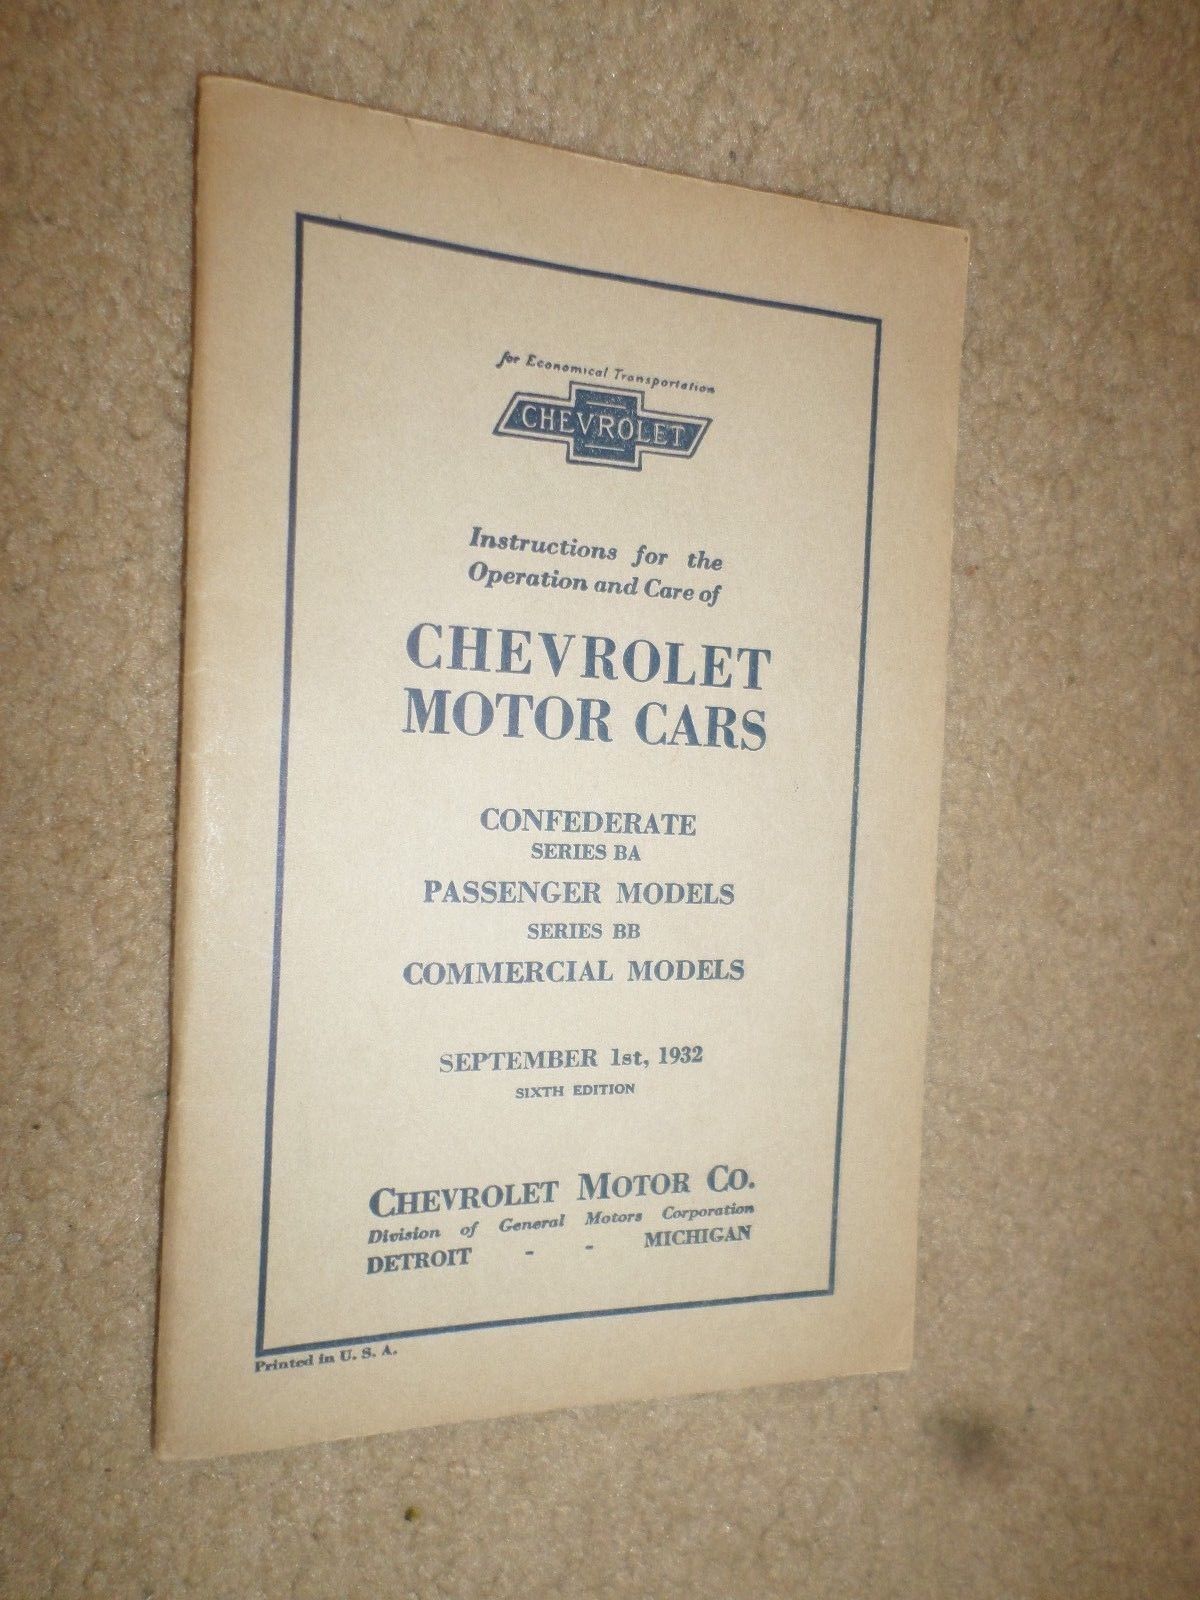 for Economical Transportation
CHEVROLET
Instructions for the
Operation and Care of
CHEVROLET
MOTOR CARS
CONFEDERATE
SERIES BA
PASSENGER MODELS
SERIES BB
COMMERCIAL MODELS
SEPTEMBER 1st, 1932
SIXTH EDITION
CHEVROLET MOTOR CO.
Division of General Motors Corporation
DETROIT - - MICHIGAN
Printed in U. S. A.